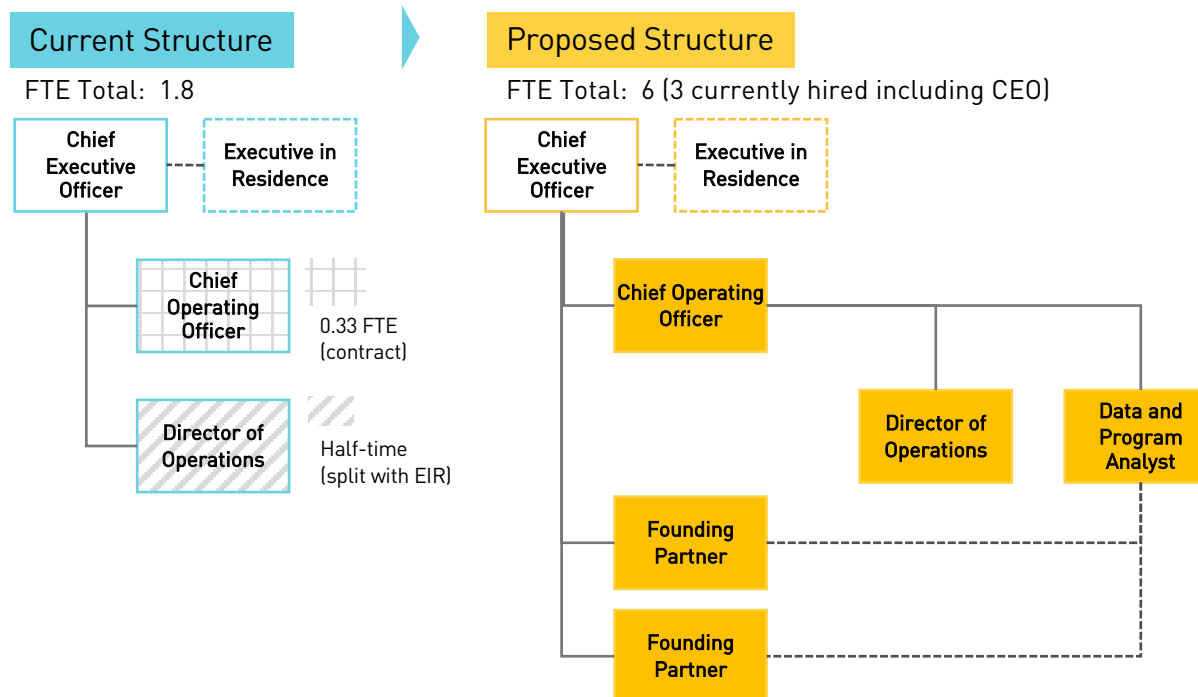 Current Structure
FTE Total: 1.8
Chief
Executive
Officer
Executive in
Residence
Chief
Operating
Officer
0.33 FTE
(contract)
Director of
Operations
Half-time
(split with EIR)
Proposed Structure
FTE Total: 6 (3 currently hired including CEO)
Chief
Executive
Officer
Executive in
Residence
Chief Operating
Officer
Director of
Operations
Data and
Program
Analyst
Founding
Partner
Founding
Partner